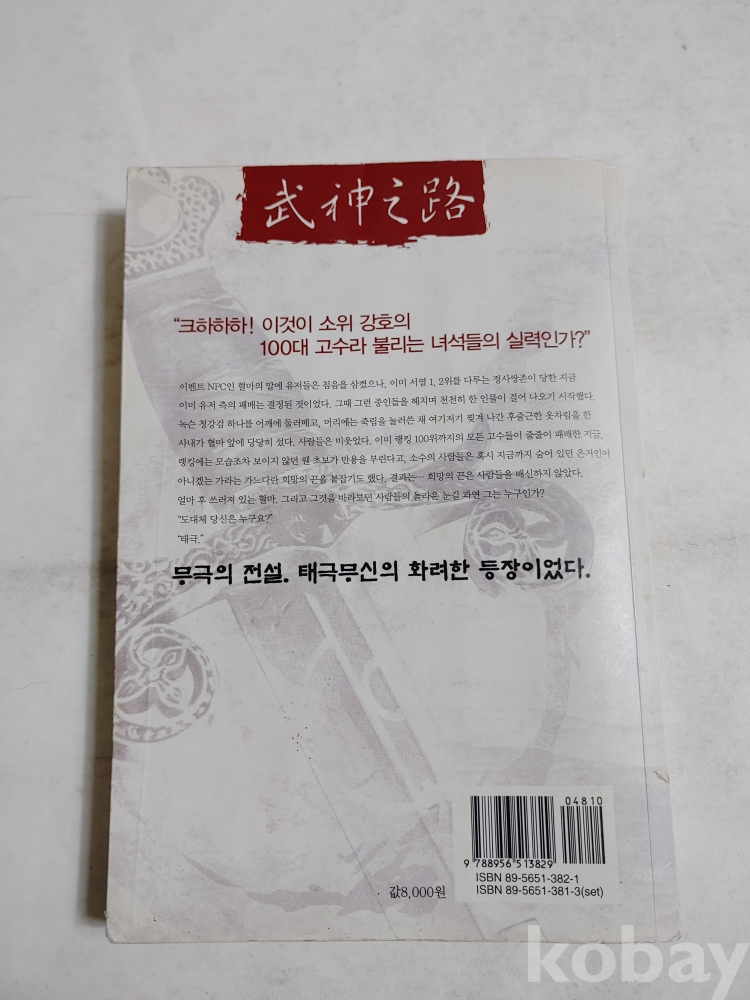 武神之路
“크하하하! 이것이 소위 강호의
100대 고수라 불리는 녀석들의 실력인가?”
이벤트 NPC인 혈마의 말에 유저들은 침음을 삼켰으나, 이미 서열 1, 2위를 다투는 정사쌍존이 당한 지금
이미 유저 측의 패배는 결정된 것이었다. 그때 그런 중인들을 헤치며 천천히 한 인물이 걸어 나오기 시작했다.
녹슨 청강검 하나를 어깨에 둘러메고, 머리에는 죽립을 눌러쓴 채 여기저기 찢겨 나간 후줄근한 옷차림을 한
사내가 혈마 앞에 당당히 섰다. 사람들은 비웃었다. 이미 랭킹 100위까지의 모든 고수들이 줄줄이 패배한 지금,
랭킹에는 모습조차 보이지 않던 웬 초보가 만용을 부린다고, 소수의 사람들은 혹시 지금까지 숨어 있던 은거인이
아니겠는 가라는 가느다란 희망의 끈을 붙잡기도 했다. 결과는… 희망의 끈은 사람들을 배신하지 않았다.
얼마 후 쓰러져 있는 혈마. 그리고 그것을 바라보던 사람들의 놀라운 눈길 과연 그는 누구인가?
“도대체 당신은 누구요?”
“태극.”
무극의 전설. 태극무신의 화려한 등장이었다.
04810
9 788956 513829
ISBN 89-5651-382-1
ISBN 89-5651-381-3(set)
값8,000원
kobay